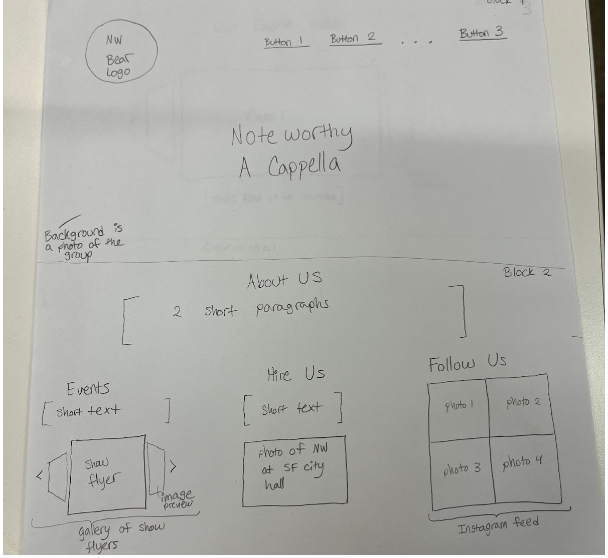 NW
Bear
Logo
Button 1 Button 2 . . . Button 3
Note worthy
A Cappella
Background is
a photo of the
group
Block 2
About US
[ 2 short paragraphs ]
Events
[ short text ]
Show
flyer
< >
image
preview
gallery of show
flyers
Hire Us
[ short text ]
photo of NW
at SF city
hall
Follow Us
photo 1 photo 2
photo 3 photo 4
Instagram feed